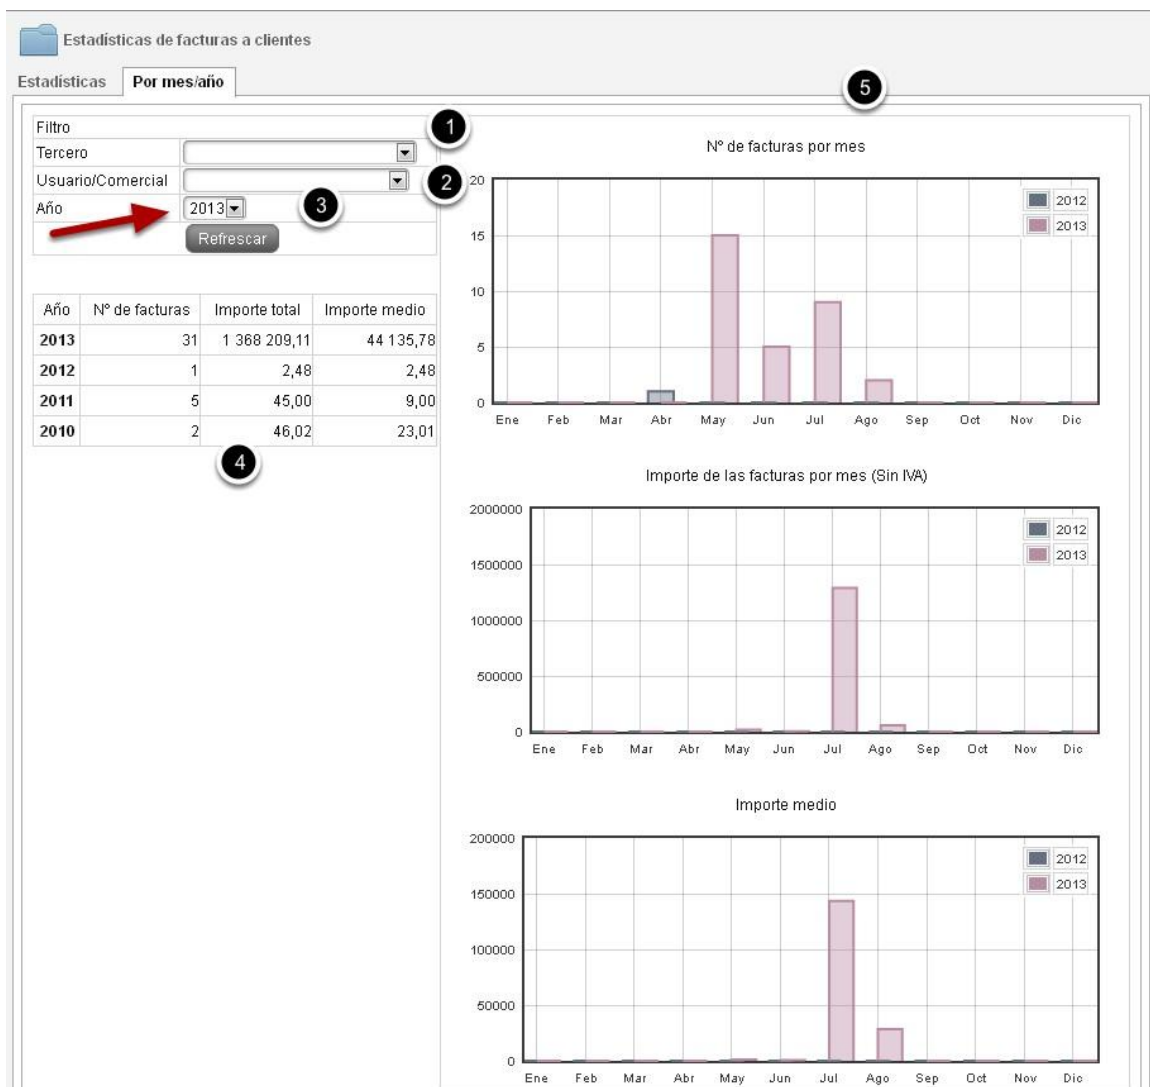 Estadísticas de facturas a clientes
Estadísticas Por mes/año
5
Filtro 1
Tercero
Usuario/Comercial 2
Año 2013 3
Refrescar
Año Nº de facturas Importe total Importe medio
2013 31 1 368 209,11 44 135,78
2012 1 2,48 2,48
2011 5 45,00 9,00
2010 2 46,02 23,01
4
Nº de facturas por mes
20
15
10
5
0
2012
2013
Ene Feb Mar Abr May Jun Jul Ago Sep Oct Nov Dic
Importe de las facturas por mes (Sin IVA)
2000000
1500000
1000000
500000
0
2012
2013
Ene Feb Mar Abr May Jun Jul Ago Sep Oct Nov Dic
Importe medio
200000
150000
100000
50000
0
2012
2013
Ene Feb Mar Abr May Jun Jul Ago Sep Oct Nov Dic